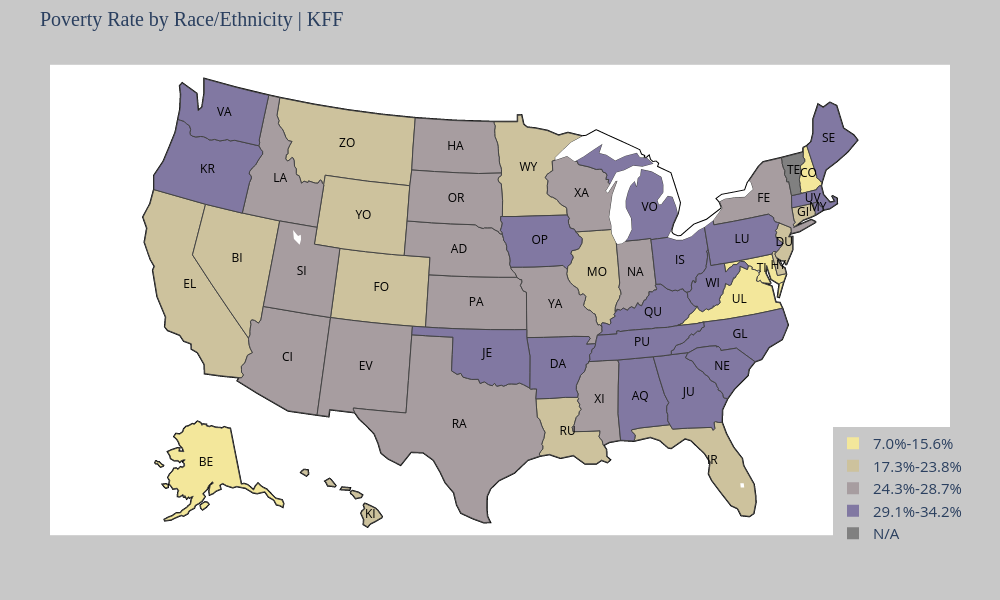 Poverty Rate by Race/Ethnicity | KFF
VA
KR
LA
ZO
HA
WY
XA
VO
SE
TE
CO
UV
MY
FE
GI
YO
OR
OP
LU
DU
BI
EL
SI
FO
AD
PA
MO
NA
IS
WI
TI
UL
YA
QU
PU
GL
CI
EV
JE
DA
NE
RA
XI
AQ
JU
RU
IR
BE
KI
7.0%-15.6%
17.3%-23.8%
24.3%-28.7%
29.1%-34.2%
N/A